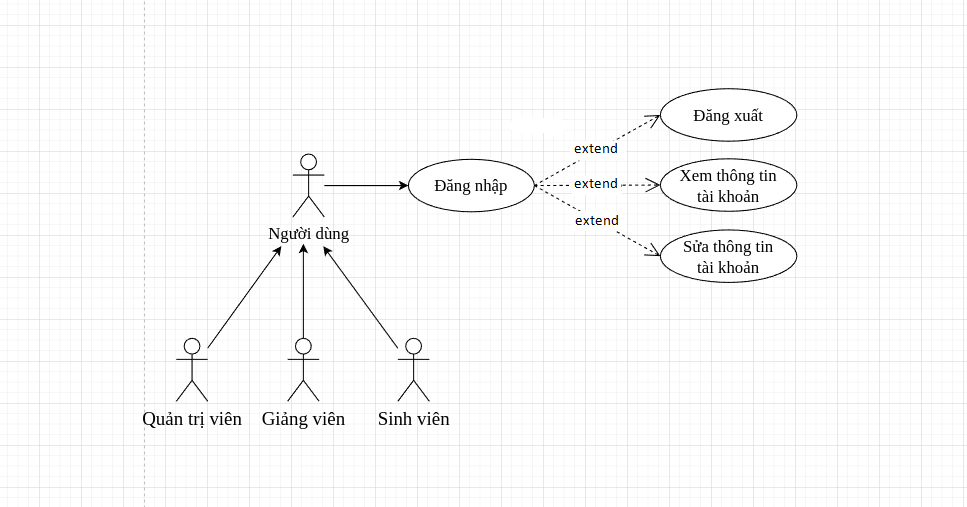 Đăng xuất
extend
Đăng nhập
extend
Xem thông tin
tài khoản
extend
Người dùng
Sửa thông tin
tài khoản
Quản trị viên
Giảng viên
Sinh viên